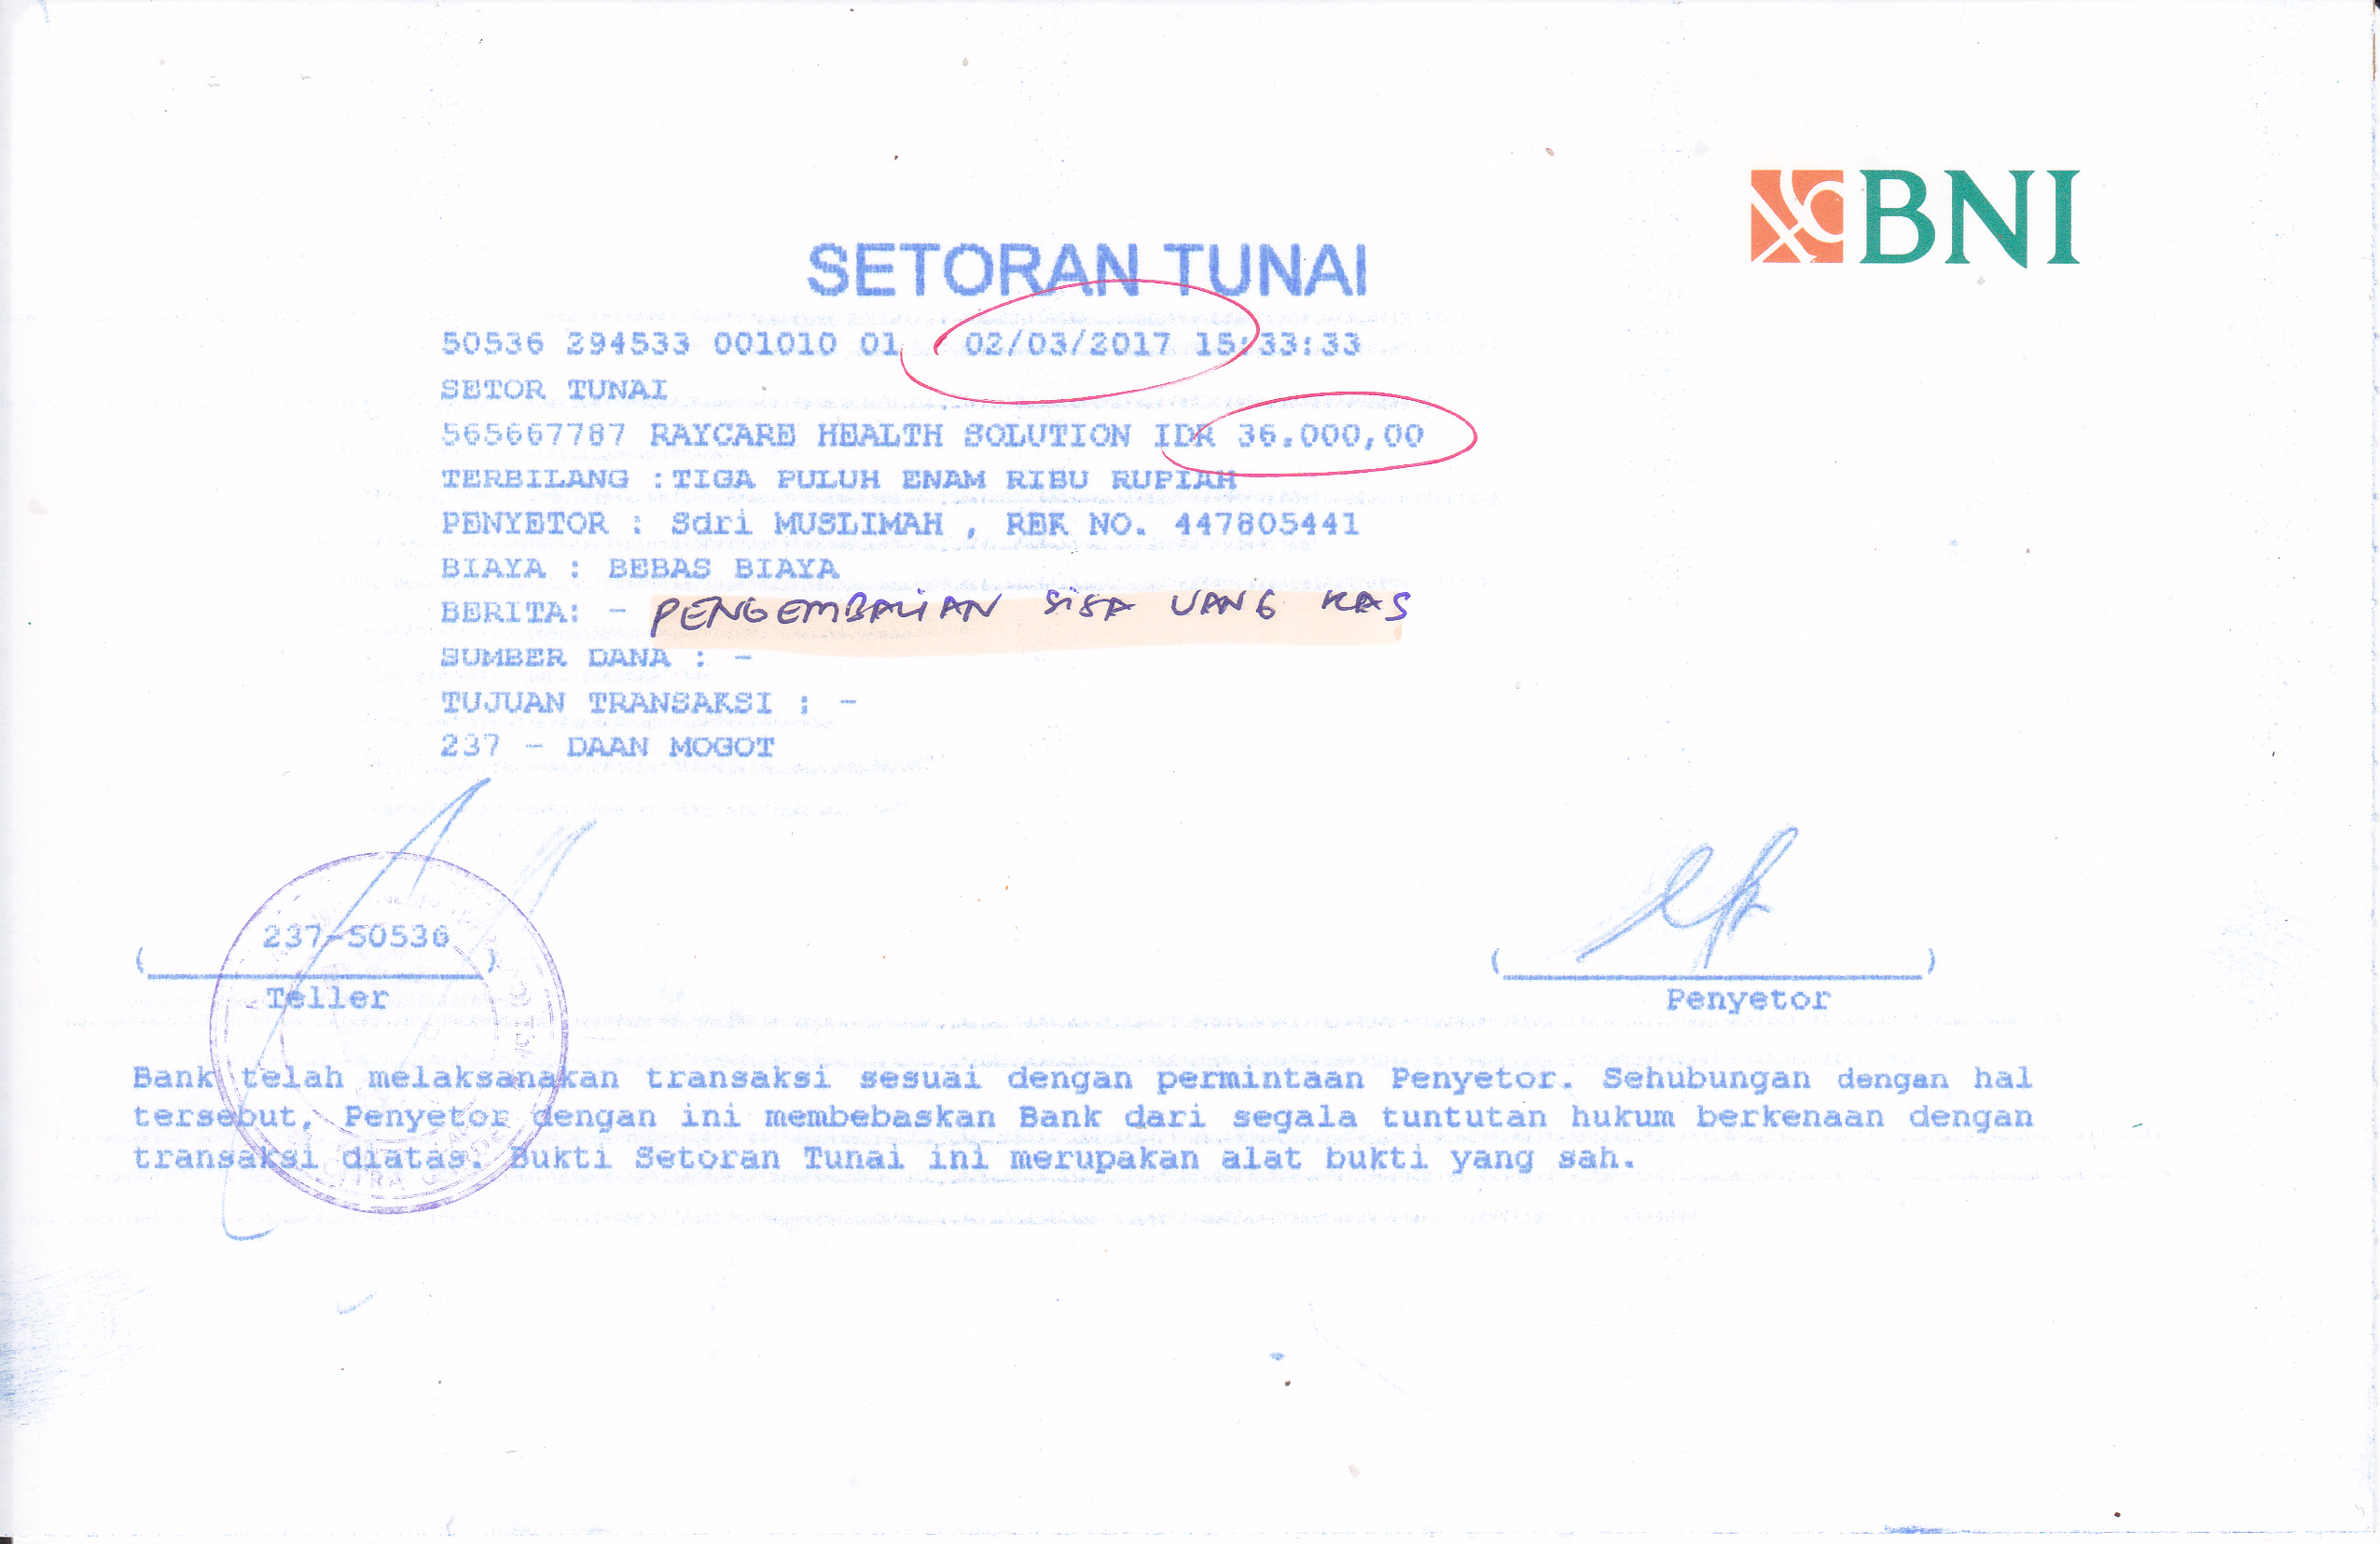 BNI
SETORAN TUNAI
50536 294533 001010 01 02/03/2017 15:33:33
SETOR TUNAI
565667787 RAYCARE HEALTH SOLUTION IDR 36.000,00
TERBILANG :TIGA PULUH ENAM RIBU RUPIAH
PENYETOR : Sdri MUSLIMAH , REK NO. 447805441
BIAYA : BEBAS BIAYA
BERITA: - PENGEMBALIAN SISA UANG KAS
SUMBER DANA : -
TUJUAN TRANSAKSI : -
237 - DAAN MOGOT
237-50536
( ) ( )
Teller Penyetor
Bank telah melaksanakan transaksi sesuai dengan permintaan Penyetor. Sehubungan dengan hal
tersebut, Penyetor dengan ini membebaskan Bank dari segala tuntutan hukum berkenaan dengan
transaksi diatas. Bukti Setoran Tunai ini merupakan alat bukti yang sah.